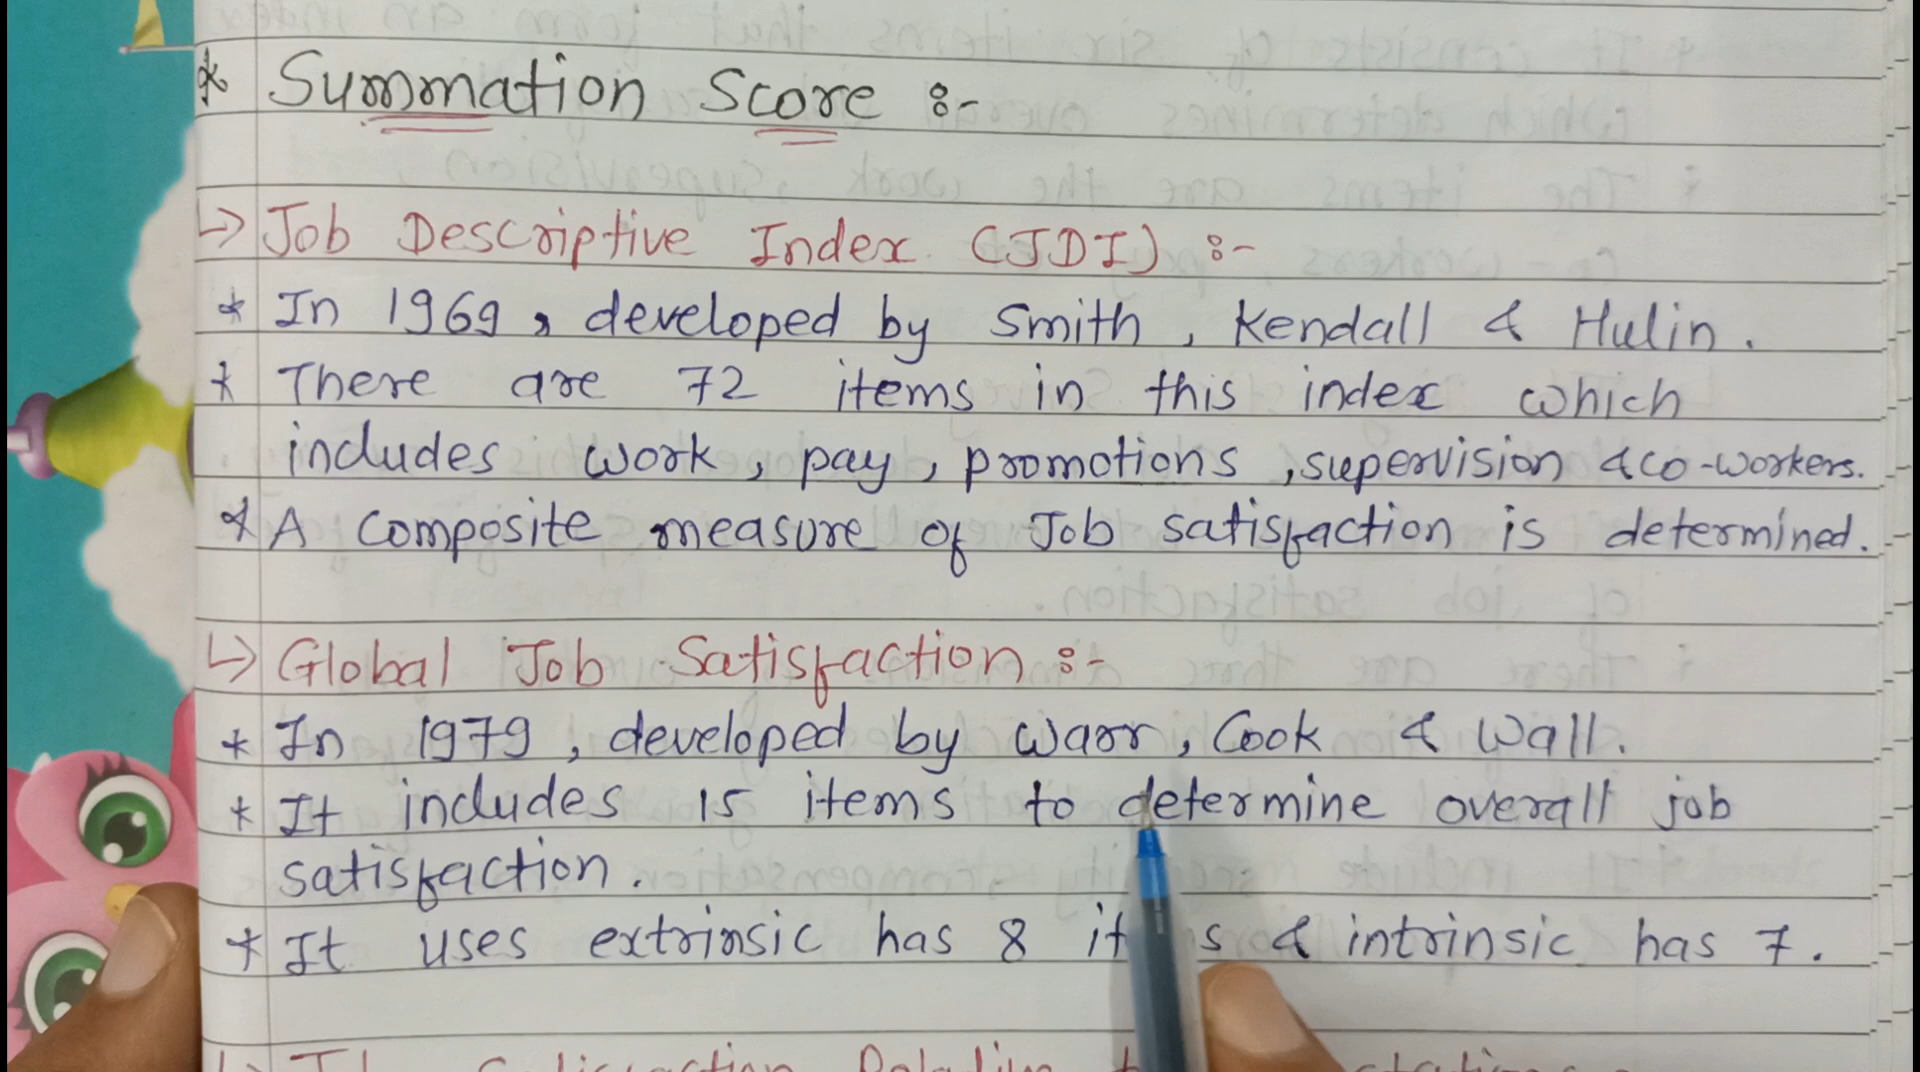 * Summation Score :-
↳ Job Descriptive Index (JDI) :-
* In 1969, developed by Smith, Kendall & Hulin.
* There are 72 items in this index which
includes work, pay, promotions, supervision & co-workers.
* A composite measure of Job satisfaction is determined.
↳ Global Job Satisfaction :-
* In 1979, developed by Warr, Cook & Wall.
* It includes 15 items to determine overall job
satisfaction.
* It uses extrinsic has 8 it s & intrinsic has 7.